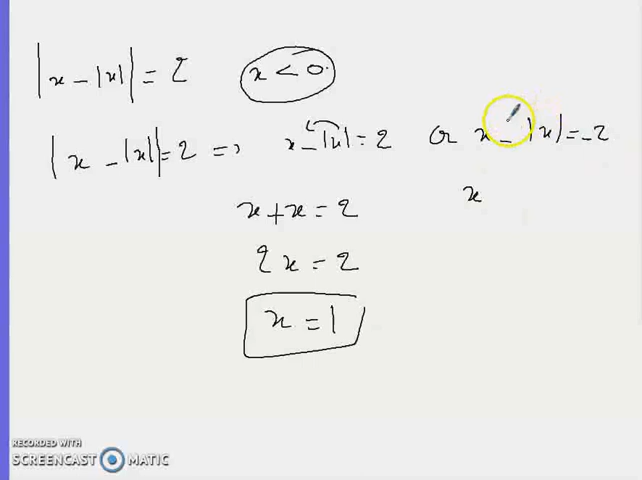 |x - |x|| = 2 x < 0
|x - |x|| = 2 => x - |x| = 2 or x - |x| = -2
x + x = 2 x
2x = 2
x = 1
RECORDED WITH
SCREENCAST MATIC